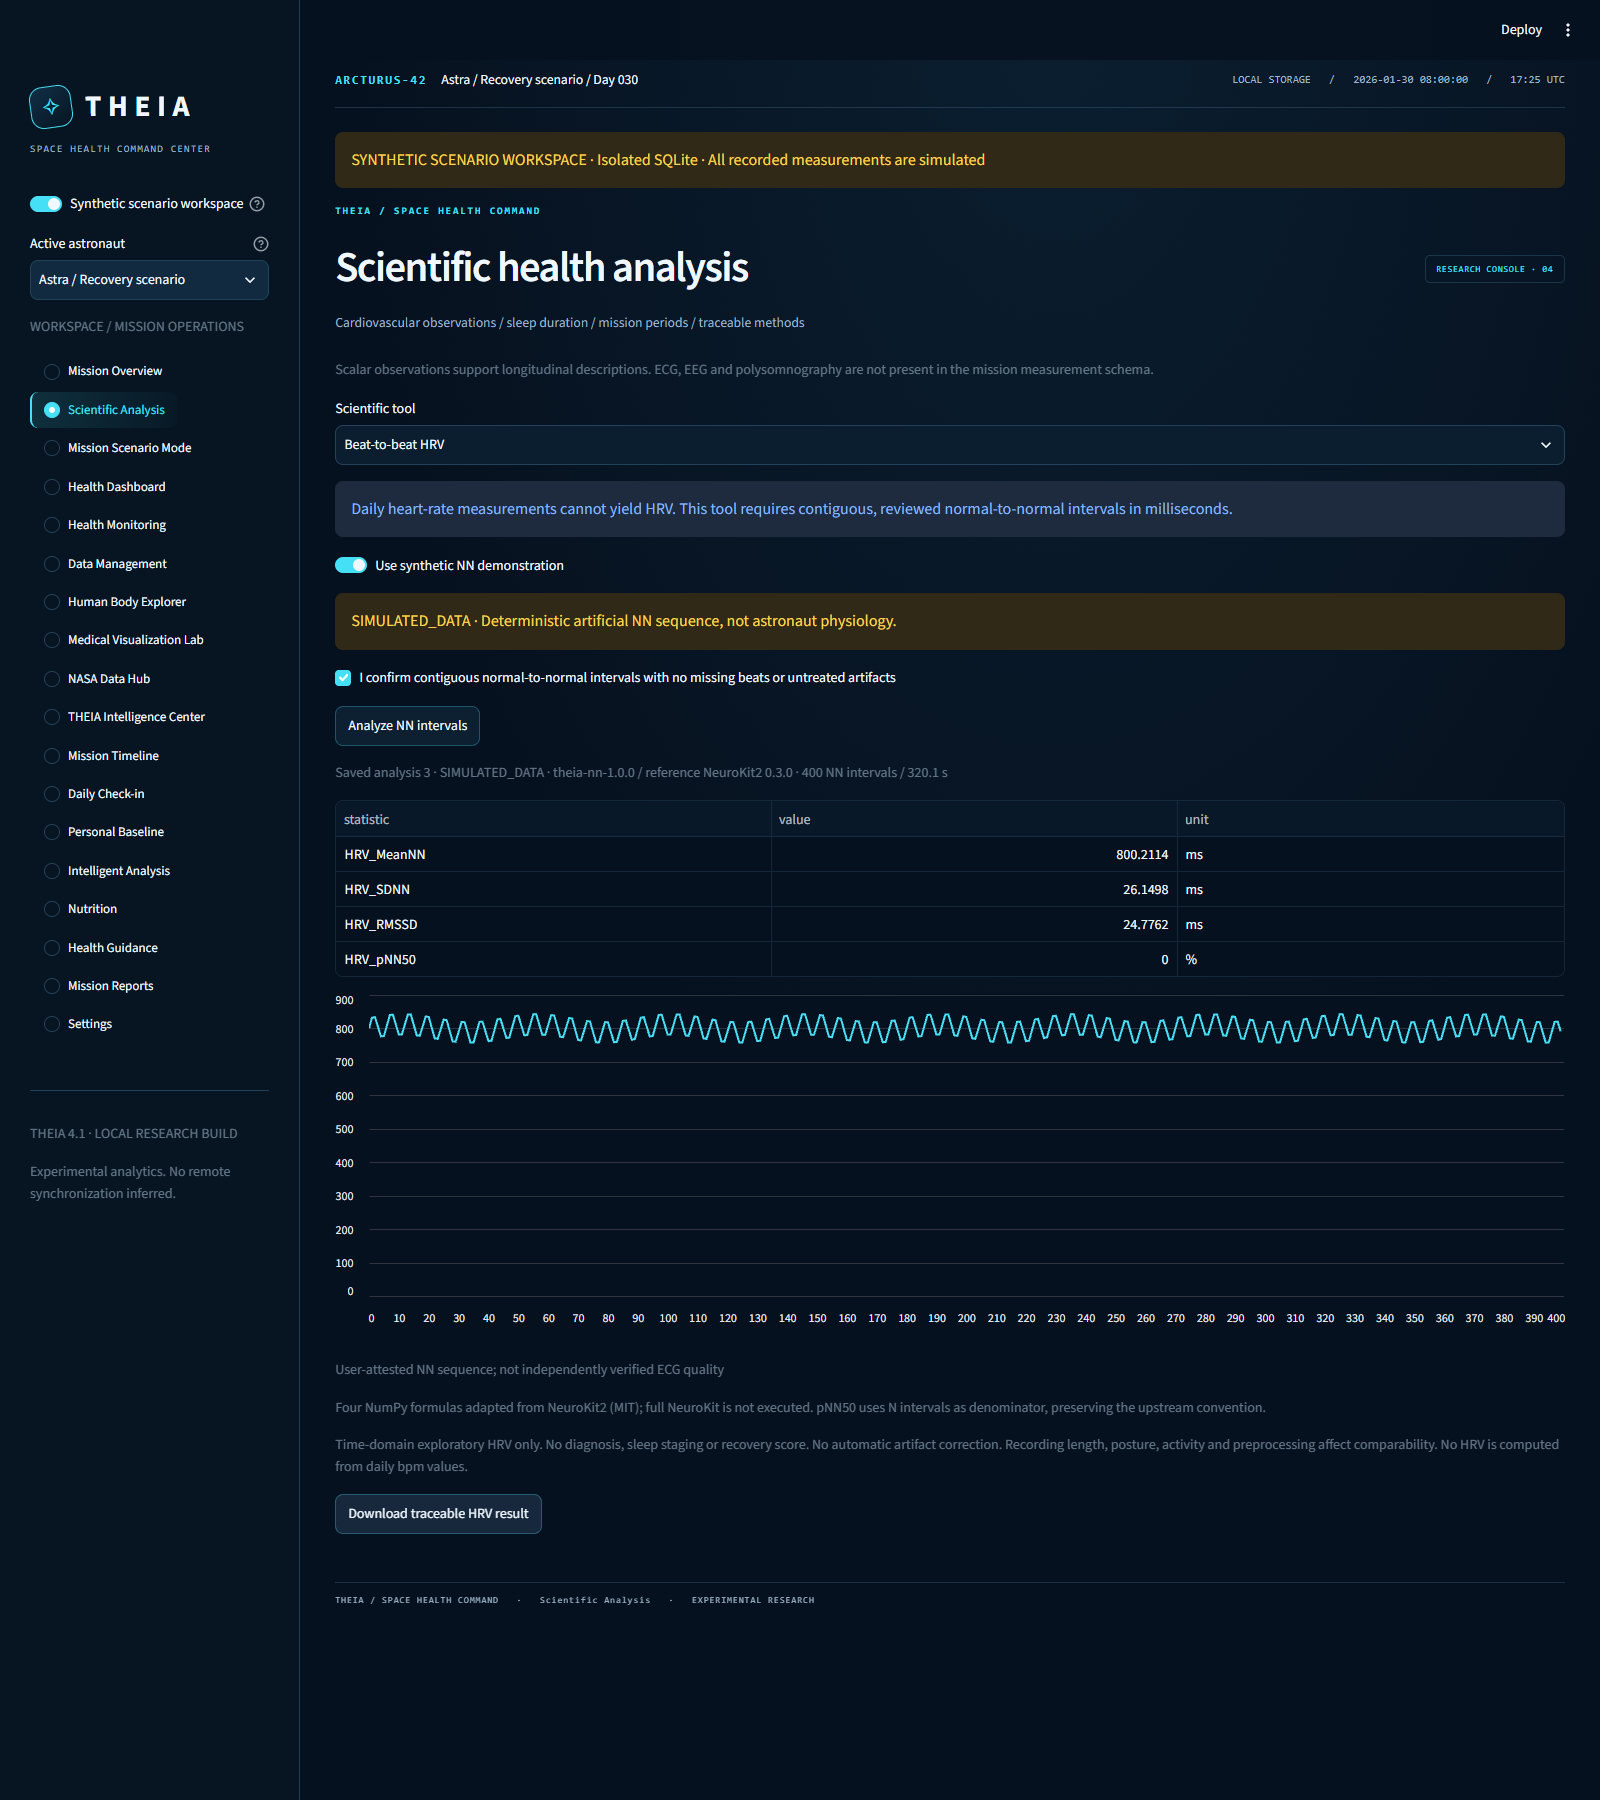 Deploy
THEIA
SPACE HEALTH COMMAND CENTER
Synthetic scenario workspace
Active astronaut
Astra / Recovery scenario
WORKSPACE / MISSION OPERATIONS
Mission Overview
Scientific Analysis
Mission Scenario Mode
Health Dashboard
Health Monitoring
Data Management
Human Body Explorer
Medical Visualization Lab
NASA Data Hub
THEIA Intelligence Center
Mission Timeline
Daily Check-in
Personal Baseline
Intelligent Analysis
Nutrition
Health Guidance
Mission Reports
Settings
THEIA 4.1 · LOCAL RESEARCH BUILD
Experimental analytics. No remote
synchronization inferred.
ARCTURUS-42 Astra / Recovery scenario / Day 030 LOCAL STORAGE / 2026-01-30 08:00:00 / 17:25 UTC
SYNTHETIC SCENARIO WORKSPACE · Isolated SQLite · All recorded measurements are simulated
THEIA / SPACE HEALTH COMMAND
Scientific health analysis
RESEARCH CONSOLE · 04
Cardiovascular observations / sleep duration / mission periods / traceable methods
Scalar observations support longitudinal descriptions. ECG, EEG and polysomnography are not present in the mission measurement schema.
Scientific tool
Beat-to-beat HRV
Daily heart-rate measurements cannot yield HRV. This tool requires contiguous, reviewed normal-to-normal intervals in milliseconds.
Use synthetic NN demonstration
SIMULATED_DATA · Deterministic artificial NN sequence, not astronaut physiology.
I confirm contiguous normal-to-normal intervals with no missing beats or untreated artifacts
Analyze NN intervals
Saved analysis 3 · SIMULATED_DATA · theia-nn-1.0.0 / reference NeuroKit2 0.3.0 · 400 NN intervals / 320.1 s
statistic value unit
HRV_MeanNN 800.2114 ms
HRV_SDNN 26.1498 ms
HRV_RMSSD 24.7762 ms
HRV_pNN50 0 %
900
800
700
600
500
400
300
200
100
0
0 10 20 30 40 50 60 70 80 90 100 110 120 130 140 150 160 170 180 190 200 210 220 230 240 250 260 270 280 290 300 310 320 330 340 350 360 370 380 390 400
User-attested NN sequence; not independently verified ECG quality
Four NumPy formulas adapted from NeuroKit2 (MIT); full NeuroKit is not executed. pNN50 uses N intervals as denominator, preserving the upstream convention.
Time-domain exploratory HRV only. No diagnosis, sleep staging or recovery score. No automatic artifact correction. Recording length, posture, activity and preprocessing affect comparability. No HRV is computed
from daily bpm values.
Download traceable HRV result
THEIA / SPACE HEALTH COMMAND · Scientific Analysis · EXPERIMENTAL RESEARCH